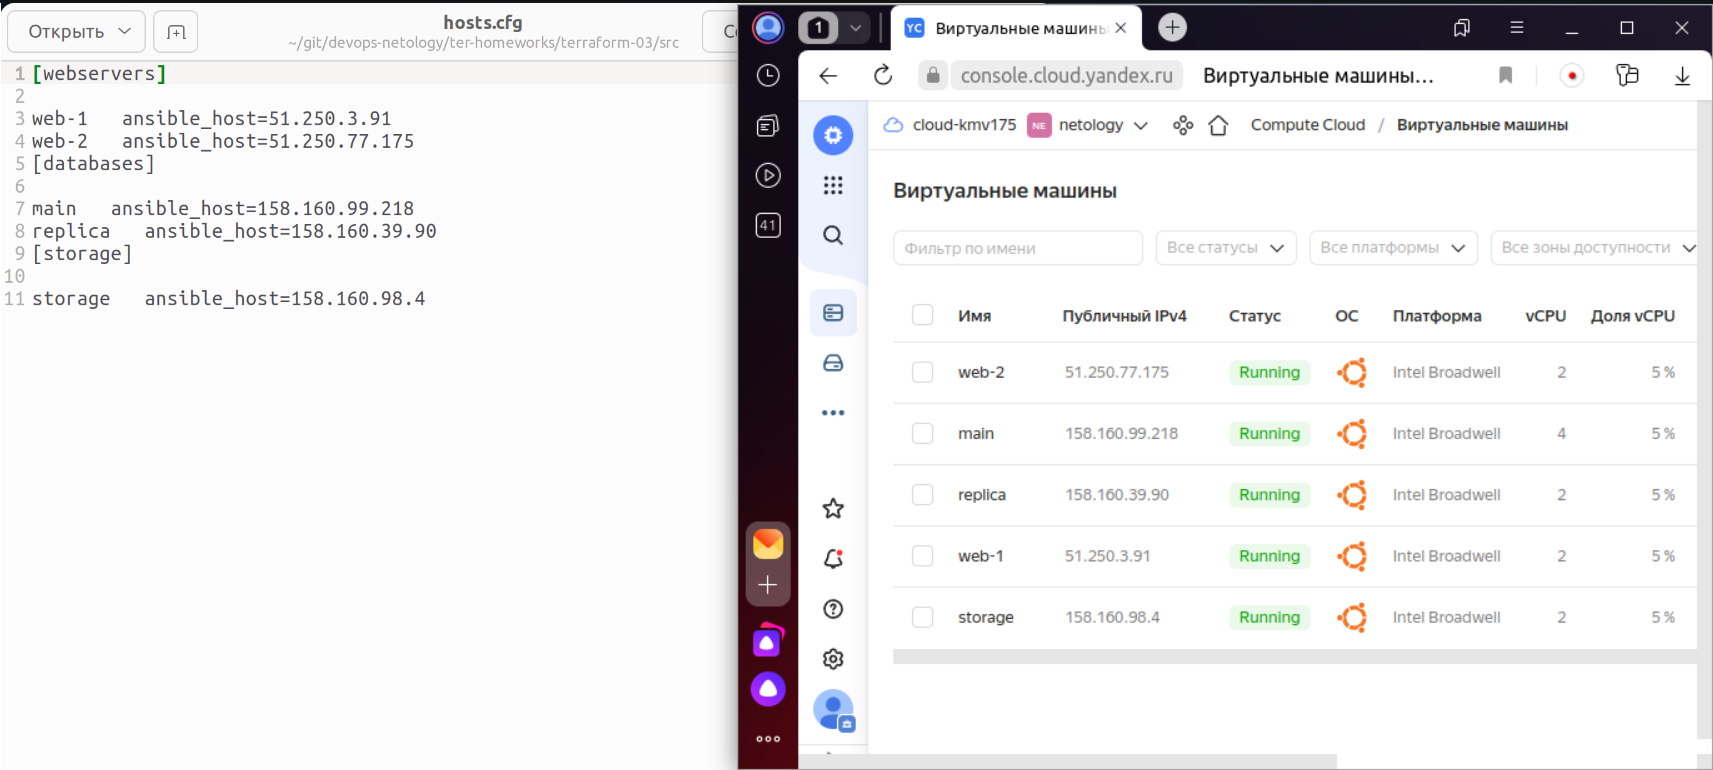 Открыть
hosts.cfg
~/git/devops-netology/ter-homeworks/terraform-03/src
1 [webservers]
2
3 web-1   ansible_host=51.250.3.91
4 web-2   ansible_host=51.250.77.175
5 [databases]
6
7 main   ansible_host=158.160.99.218
8 replica   ansible_host=158.160.39.90
9 [storage]
10
11 storage   ansible_host=158.160.98.4
1
YC Виртуальные машины
console.cloud.yandex.ru Виртуальные машины...
41
cloud-kmv175 NE netology Compute Cloud / Виртуальные машины
Виртуальные машины
Фильтр по имени Все статусы Все платформы Все зоны доступности
Имя Публичный IPv4 Статус ОС Платформа vCPU Доля vCPU
web-2 51.250.77.175 Running Intel Broadwell 2 5 %
main 158.160.99.218 Running Intel Broadwell 4 5 %
replica 158.160.39.90 Running Intel Broadwell 2 5 %
web-1 51.250.3.91 Running Intel Broadwell 2 5 %
storage 158.160.98.4 Running Intel Broadwell 2 5 %